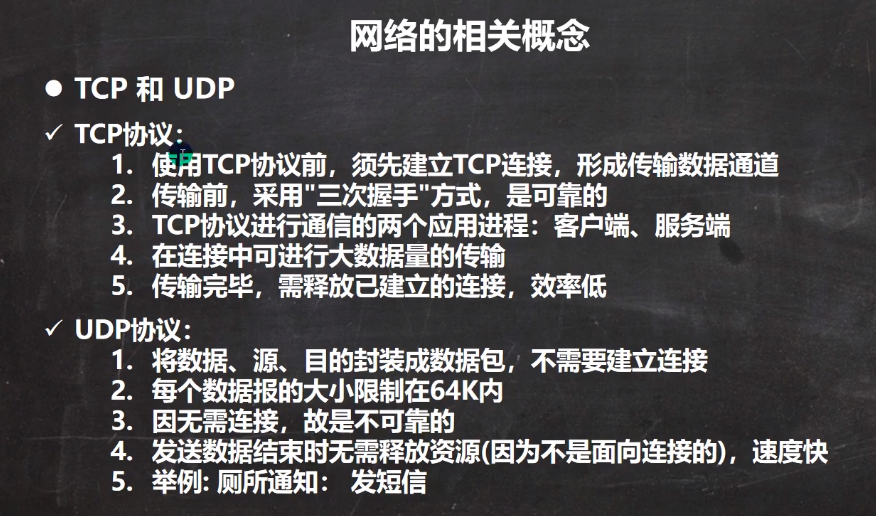 网络的相关概念
● TCP 和 UDP
✓ TCP协议：
1. 使用TCP协议前，须先建立TCP连接，形成传输数据通道
2. 传输前，采用"三次握手"方式，是可靠的
3. TCP协议进行通信的两个应用进程：客户端、服务端
4. 在连接中可进行大数据量的传输
5. 传输完毕，需释放已建立的连接，效率低
✓ UDP协议：
1. 将数据、源、目的封装成数据包，不需要建立连接
2. 每个数据报的大小限制在64K内
3. 因无需连接，故是不可靠的
4. 发送数据结束时无需释放资源(因为不是面向连接的)，速度快
5. 举例: 厕所通知： 发短信